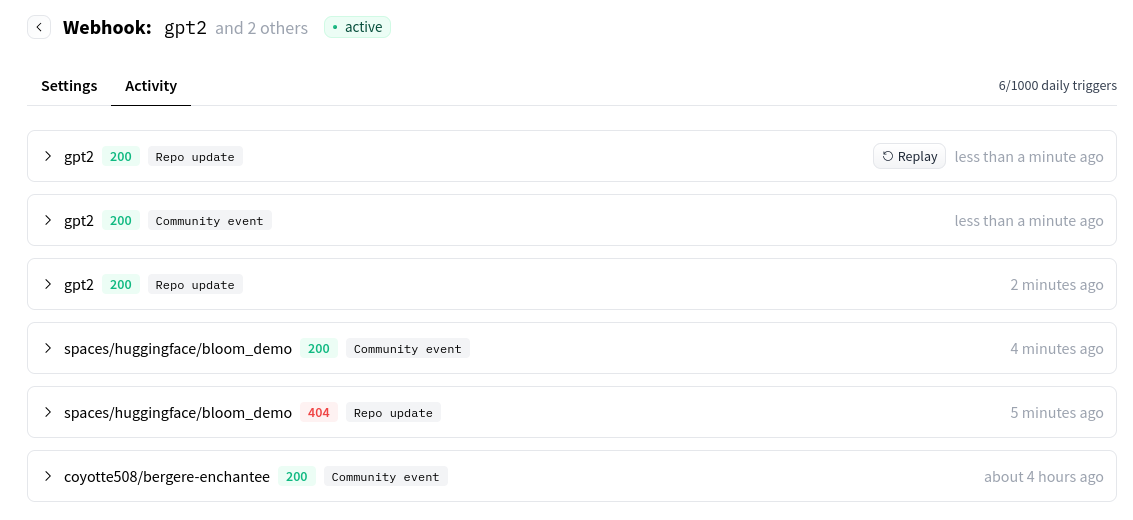 Webhook: gpt2 and 2 others • active
Settings Activity 6/1000 daily triggers
gpt2 200 Repo update Replay less than a minute ago
gpt2 200 Community event less than a minute ago
gpt2 200 Repo update 2 minutes ago
spaces/huggingface/bloom_demo 200 Community event 4 minutes ago
spaces/huggingface/bloom_demo 404 Repo update 5 minutes ago
coyotte508/bergere-enchantee 200 Community event about 4 hours ago